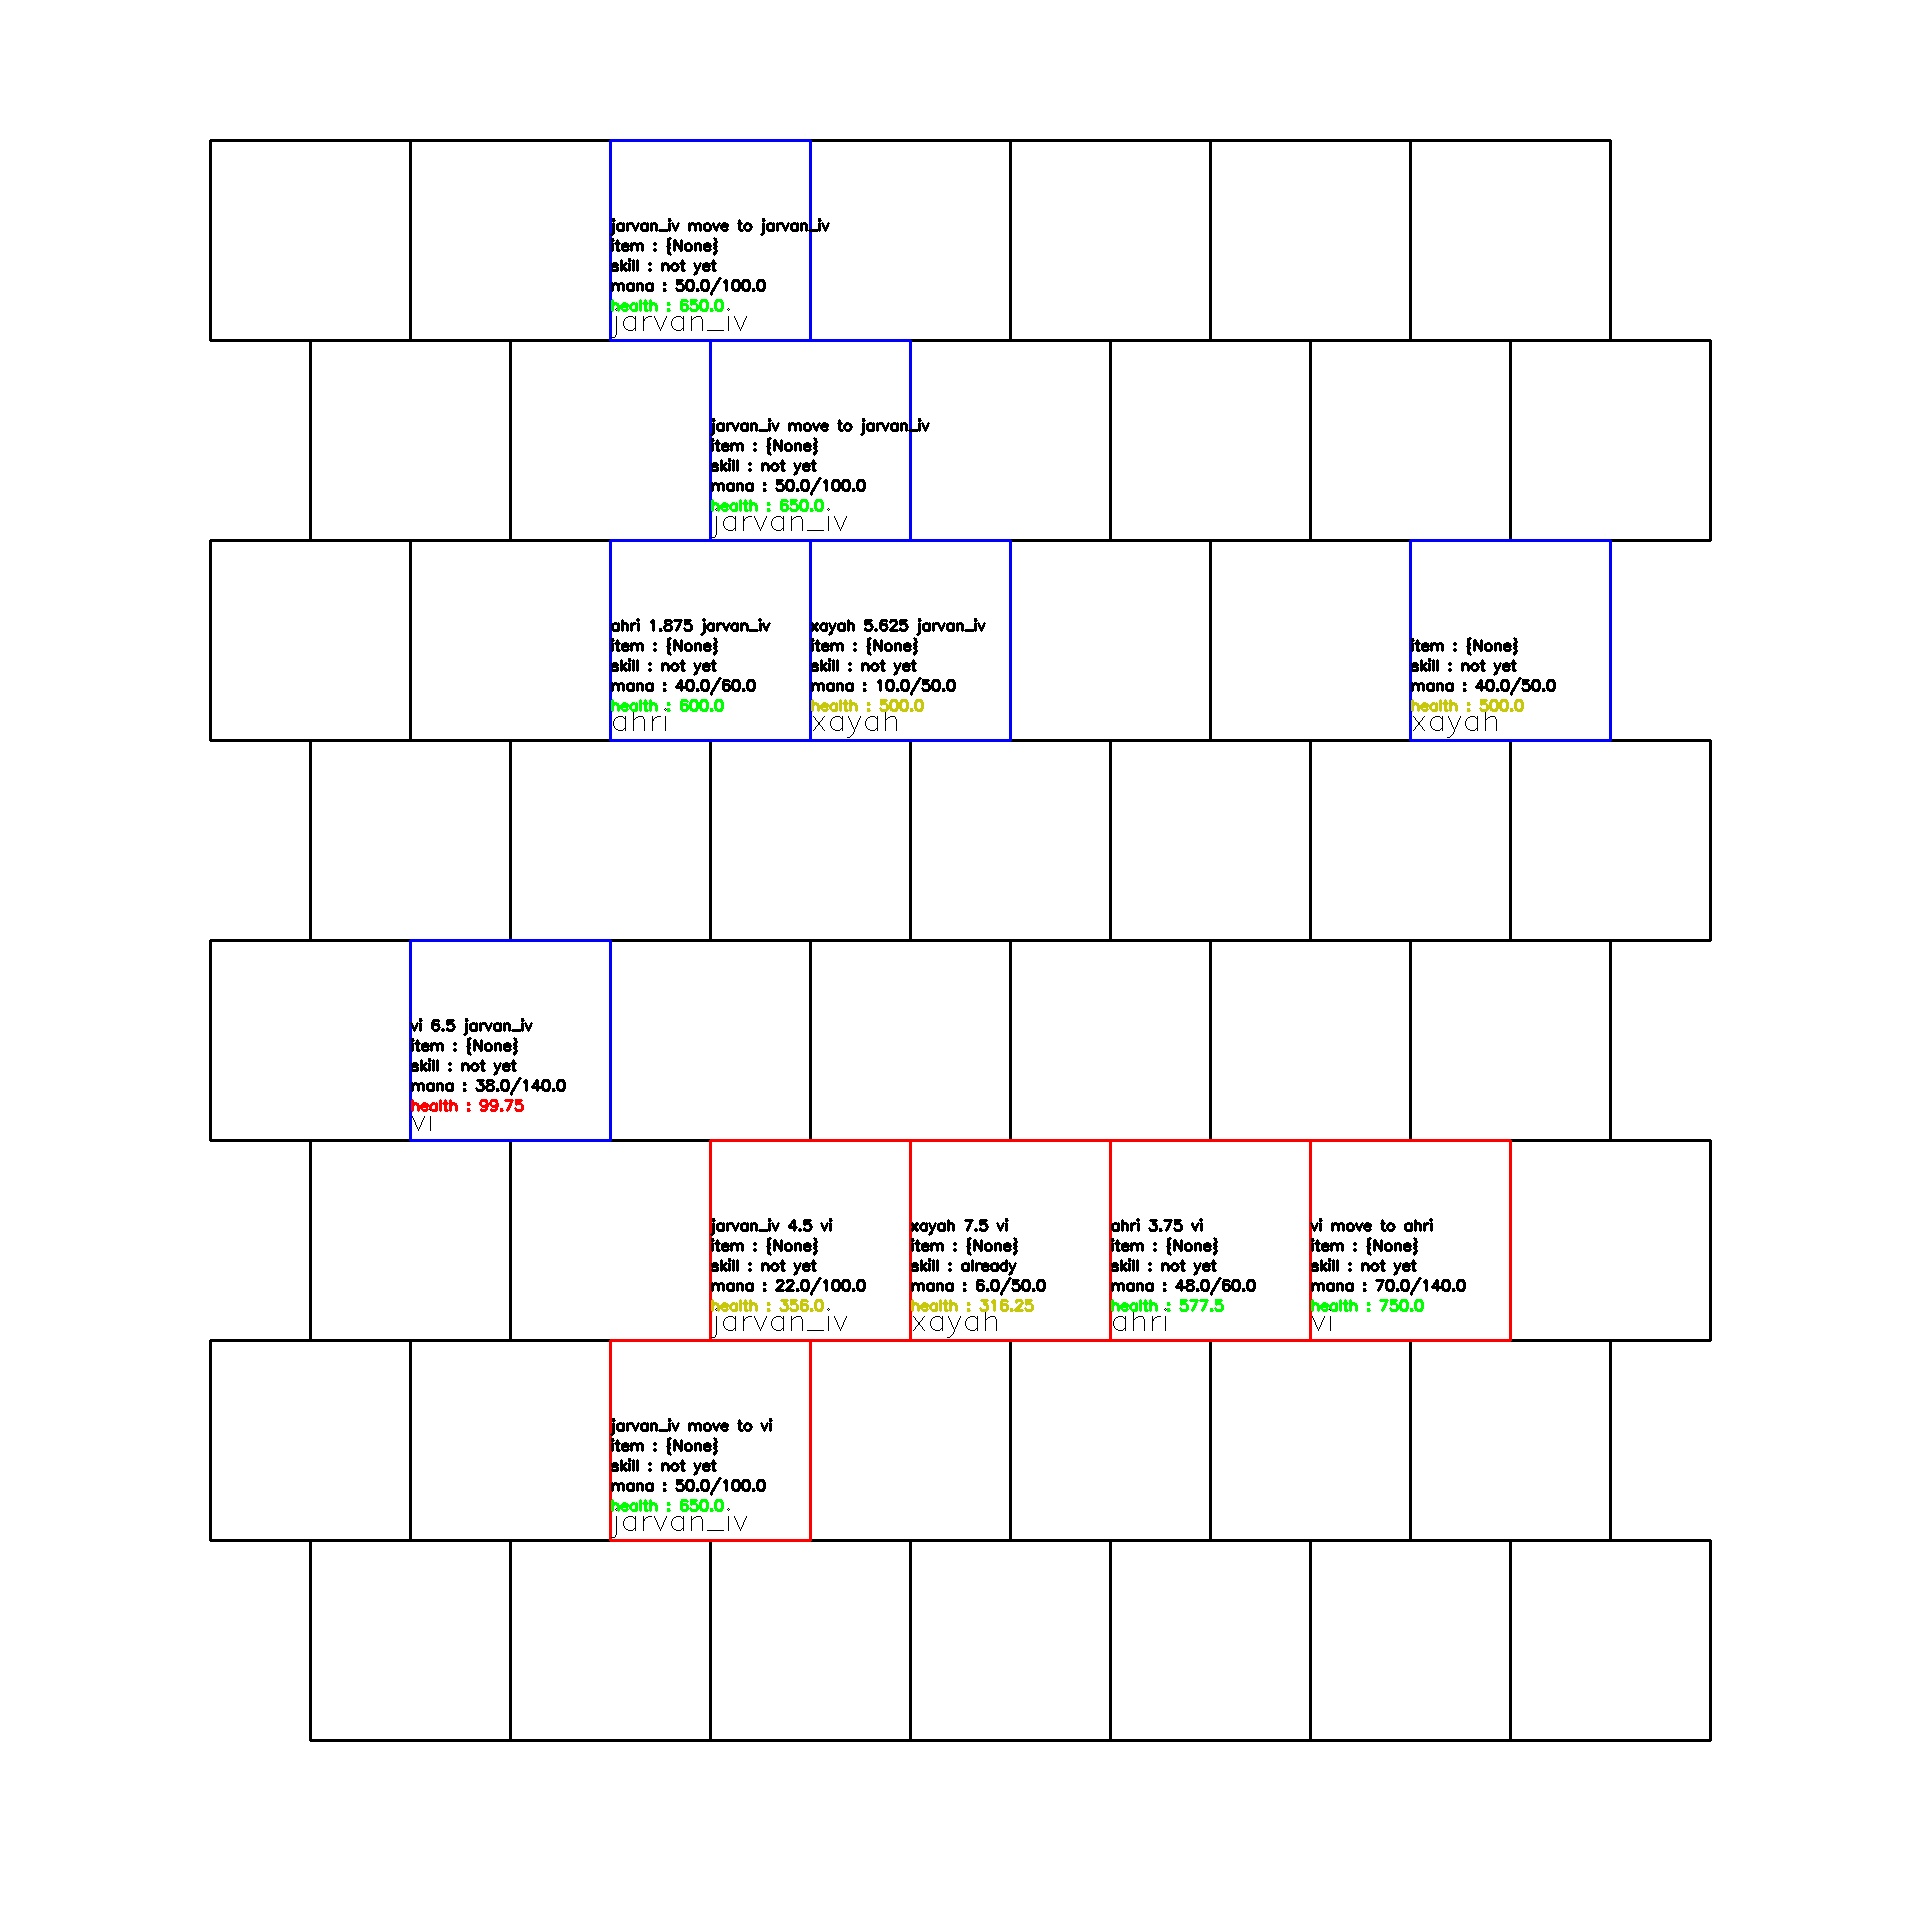 jarvan_iv move to jarvan_iv
item : {None}
skill : not yet
mana : 50.0/100.0
health : 650.0
jarvan_iv
jarvan_iv move to jarvan_iv
item : {None}
skill : not yet
mana : 50.0/100.0
health : 650.0
jarvan_iv
ahri 1.875 jarvan_iv
item : {None}
skill : not yet
mana : 40.0/60.0
health : 600.0
ahri
xayah 5.625 jarvan_iv
item : {None}
skill : not yet
mana : 10.0/50.0
health : 500.0
xayah
item : {None}
skill : not yet
mana : 40.0/50.0
health : 500.0
xayah
vi 6.5 jarvan_iv
item : {None}
skill : not yet
mana : 38.0/140.0
health : 99.75
vi
jarvan_iv 4.5 vi
item : {None}
skill : not yet
mana : 22.0/100.0
health : 356.0
jarvan_iv
xayah 7.5 vi
item : {None}
skill : already
mana : 6.0/50.0
health : 316.25
xayah
ahri 3.75 vi
item : {None}
skill : not yet
mana : 48.0/60.0
health : 577.5
ahri
vi move to ahri
item : {None}
skill : not yet
mana : 70.0/140.0
health : 750.0
vi
jarvan_iv move to vi
item : {None}
skill : not yet
mana : 50.0/100.0
health : 650.0
jarvan_iv